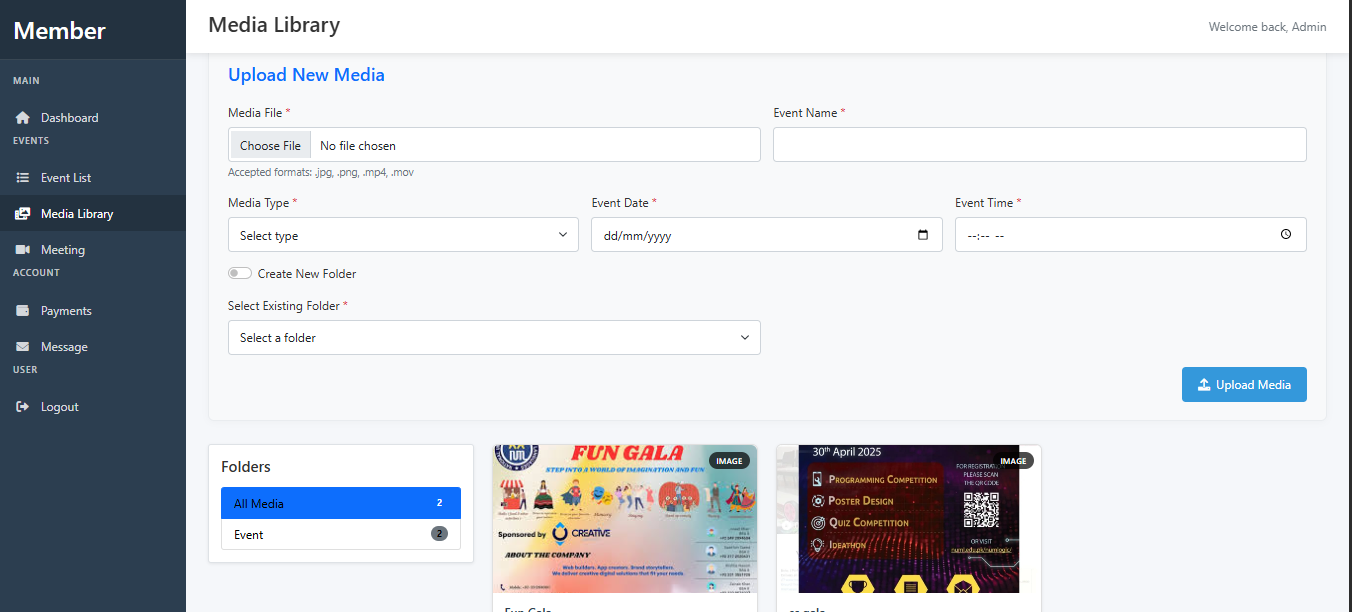 Member
Media Library
Welcome back, Admin
MAIN
Dashboard
EVENTS
Event List
Media Library
Meeting
ACCOUNT
Payments
Message
USER
Logout
Upload New Media
Media File *
Event Name *
Choose File No file chosen
Accepted formats: .jpg, .png, .mp4, .mov
Media Type *
Event Date *
Event Time *
Select type
dd/mm/yyyy
--:-- --
Create New Folder
Select Existing Folder *
Select a folder
Upload Media
Folders
All Media 2
Event 2
FUN GALA
IMAGE
STEP INTO A WORLD OF IMAGINATION AND FUN
Sponsored by CREATIVE
ABOUT THE COMPANY
Web builders. App creators. Brand storytellers.
We deliver creative digital solutions that fit your needs.
Fun Gala
30th April 2025
IMAGE
PROGRAMMING COMPETITION
POSTER DESIGN
QUIZ COMPETITION
IDEATHON
FOR REGISTRATION
PLEASE SCAN
THE QR CODE
OR VISIT